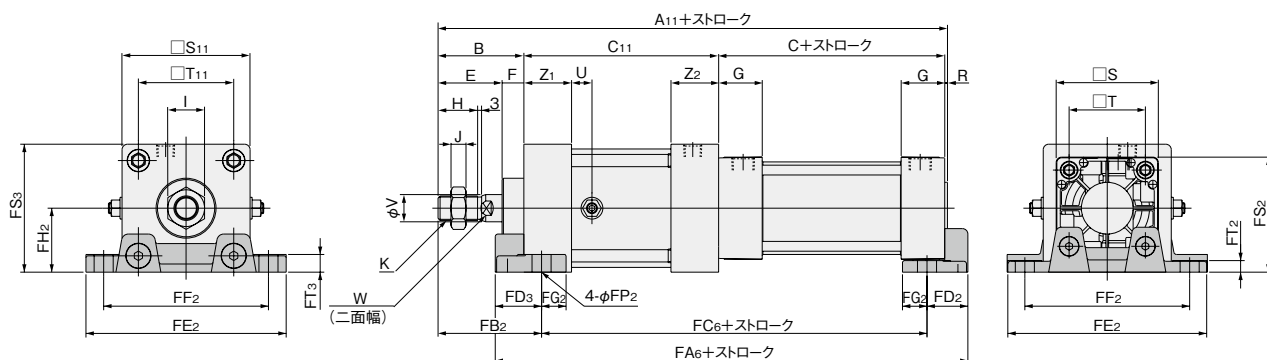 □S11
□T11
I
FS3
FH2
FT3
FF2
FE2
A11+ストローク
B
C11
C+ストローク
E
F
Z1
U
Z2
G
G
R
H
3
J
φV
K
W
(二面幅)
4-φFP2
FD3
FG2
FG2
FD2
FB2
FC6+ストローク
FA6+ストローク
□S
□T
FT2
FS2
FF2
FE2